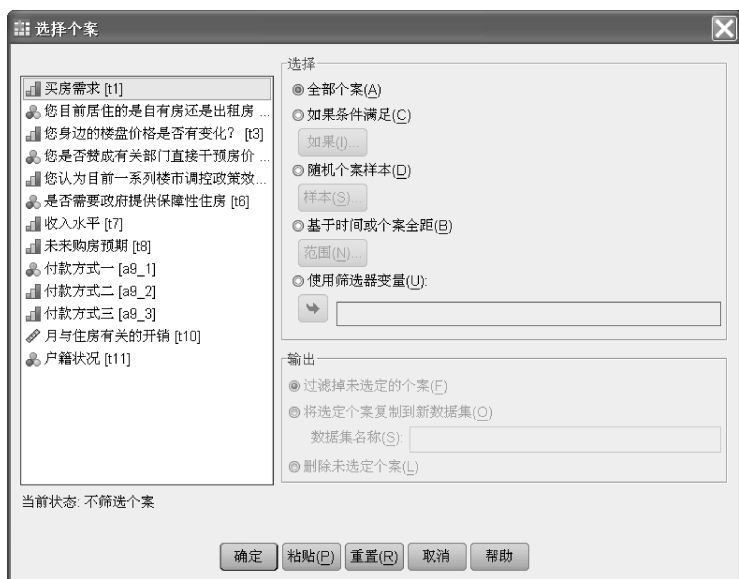 选择个案
买房需求 [t1]
您目前居住的是自有房还是出租房 ...
您身边的楼盘价格是否有变化？ [t3]
您是否赞成有关部门直接干预房价 ...
您认为目前一系列楼市调控政策效...
是否需要政府提供保障性住房 [t6]
收入水平 [t7]
未来购房预期 [t8]
付款方式一 [a9_1]
付款方式二 [a9_2]
付款方式三 [a9_3]
月与住房有关的开销 [t10]
户籍状况 [t11]
当前状态: 不筛选个案
选择
全部个案(A)
如果条件满足(C)
如果(I)...
随机个案样本(D)
样本(S)...
基于时间或个案全距(B)
范围(N)...
使用筛选器变量(U):
输出
过滤掉未选定的个案(F)
将选定个案复制到新数据集(O)
数据集名称(S):
删除未选定个案(L)
确定 粘贴(P) 重置(R) 取消 帮助